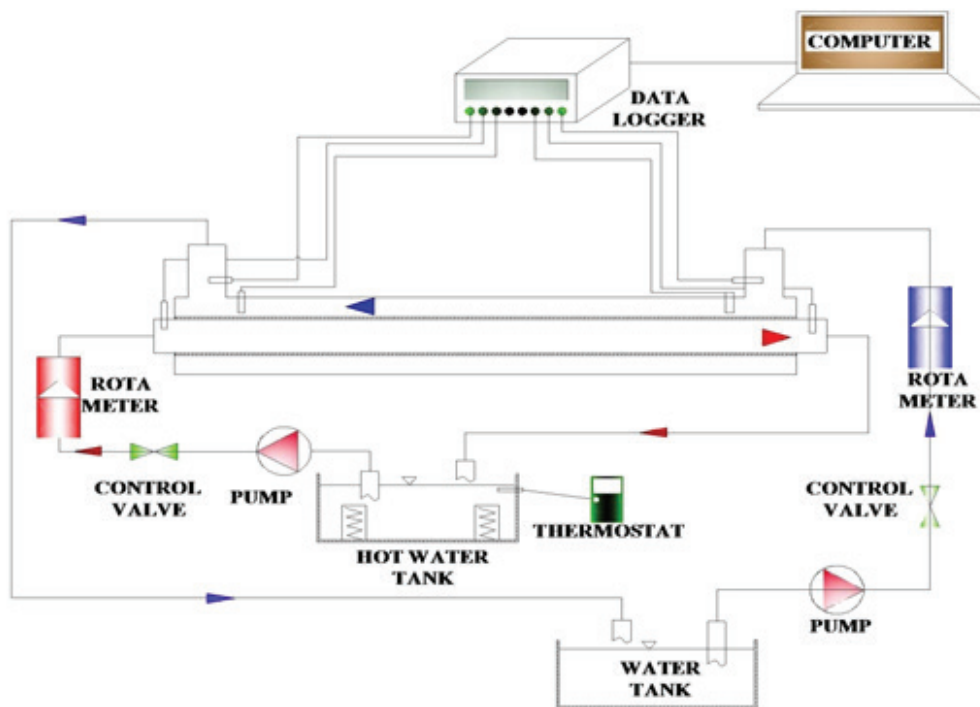 COMPUTER
DATA
LOGGER
ROTA
METER
ROTA
METER
CONTROL
VALVE
PUMP
THERMOSTAT
CONTROL
VALVE
HOT WATER
TANK
PUMP
WATER
TANK